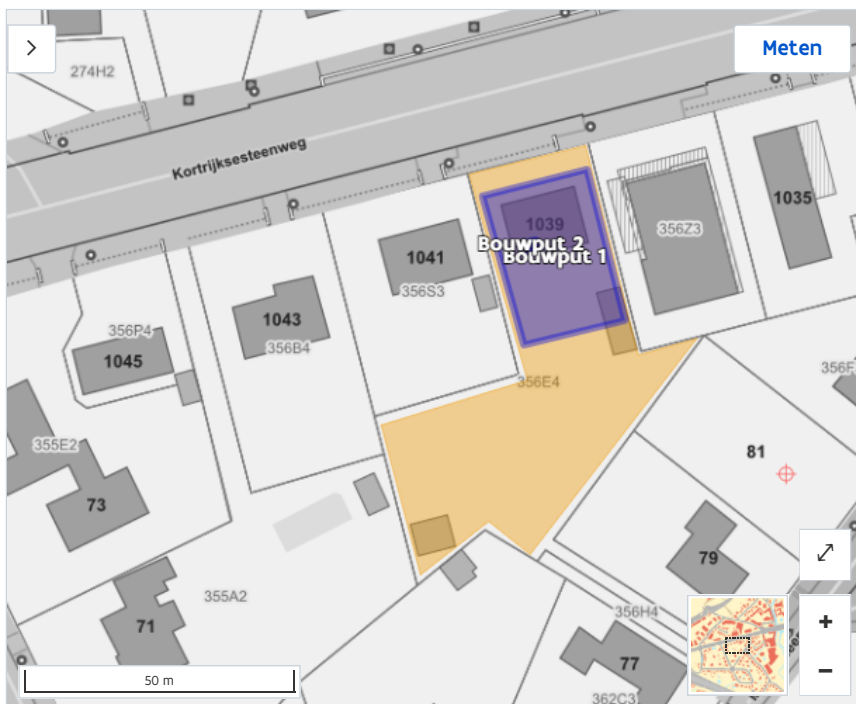 Meten
274H2
Kortrijksesteenweg
1035
1039
356Z3
Bouwput 2
Bouwput 1
1041
356S3
1043
356B4
356P4
1045
356E4
356F
355E2
81
73
79
355A2
356H4
71
77
362C3
50 m
+
−